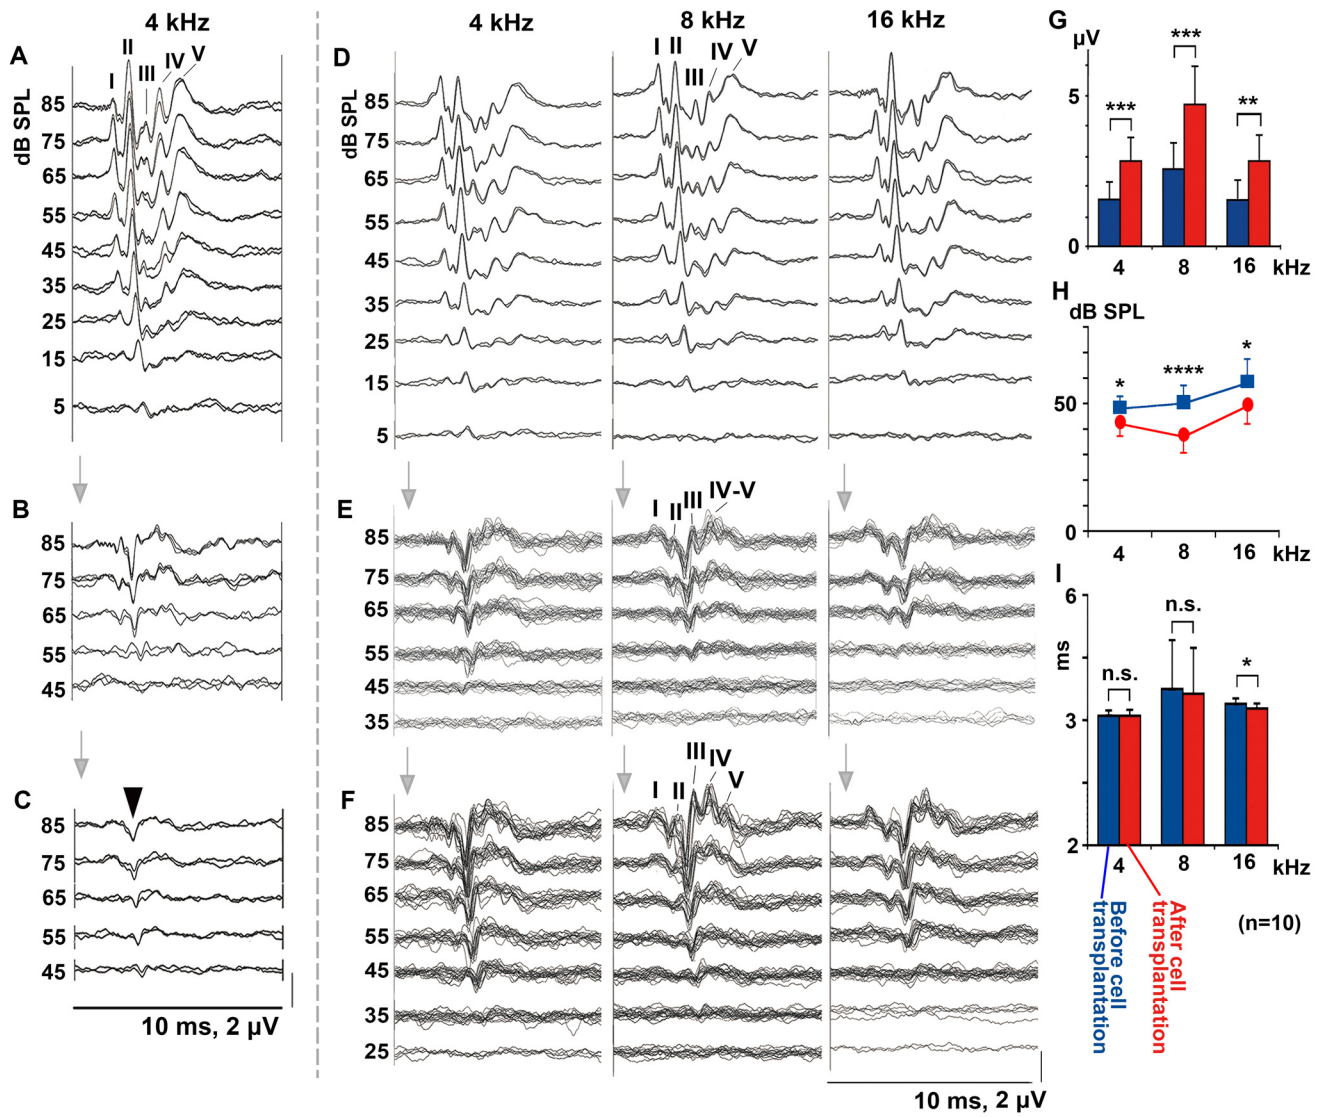 4 kHz
A
I
II
III
IV
V
dB SPL
85
75
65
55
45
35
25
15
5
B
85
75
65
55
45
C
85
75
65
55
45
10 ms, 2 µV
4 kHz
8 kHz
16 kHz
D
I
II
III
IV
V
dB SPL
85
75
65
55
45
35
25
15
5
E
I
II
III
IV-V
85
75
65
55
45
35
F
I
II
III
IV
V
85
75
65
55
45
35
25
10 ms, 2 µV
G
µV
5
0
***
***
**
4 8 16 kHz
H
dB SPL
50
0
*
****
*
4 8 16 kHz
I
6
ms
3
2
n.s.
n.s.
*
4 8 16
kHz
Before cell
transplantation
After cell
transplantation
(n=10)